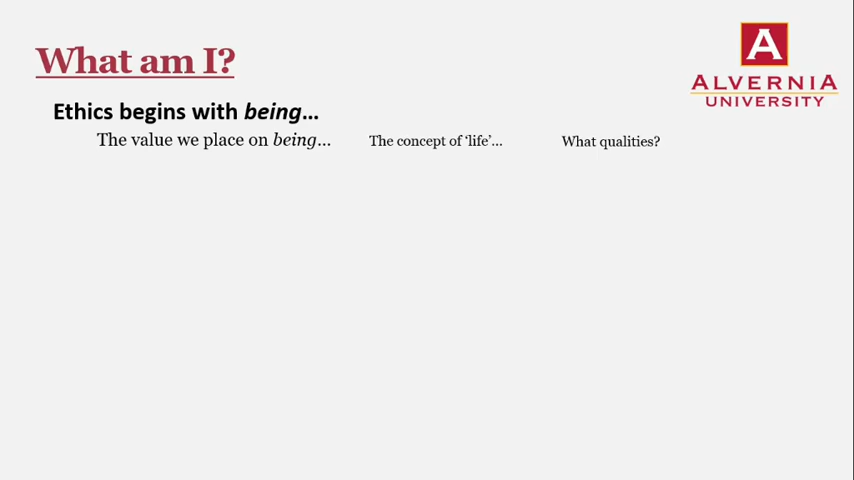 What am I?
A
ALVERNIA
UNIVERSITY
Ethics begins with being...
The value we place on being... The concept of ‘life’... What qualities?